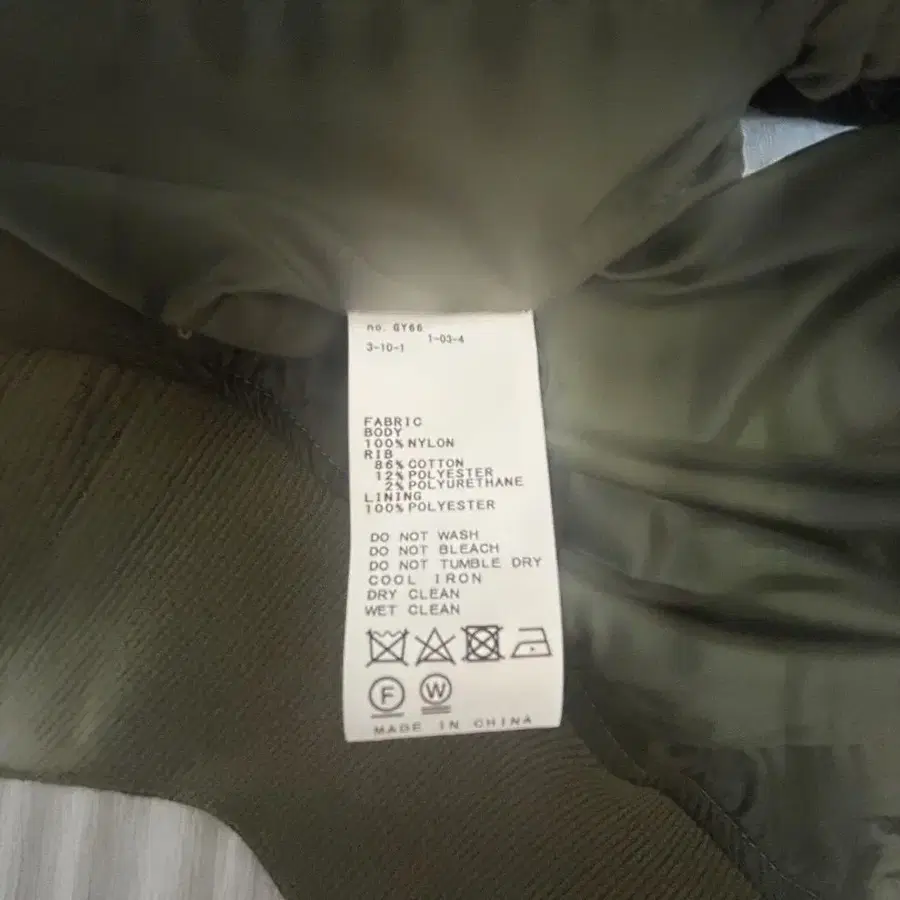 no. GY66
1-03-4
3-10-1
FABRIC
BODY
100% NYLON
RIB
86% COTTON
12% POLYESTER
2% POLYURETHANE
LINING
100% POLYESTER
DO NOT WASH
DO NOT BLEACH
DO NOT TUMBLE DRY
COOL IRON
DRY CLEAN
WET CLEAN
F W
MADE IN CHINA